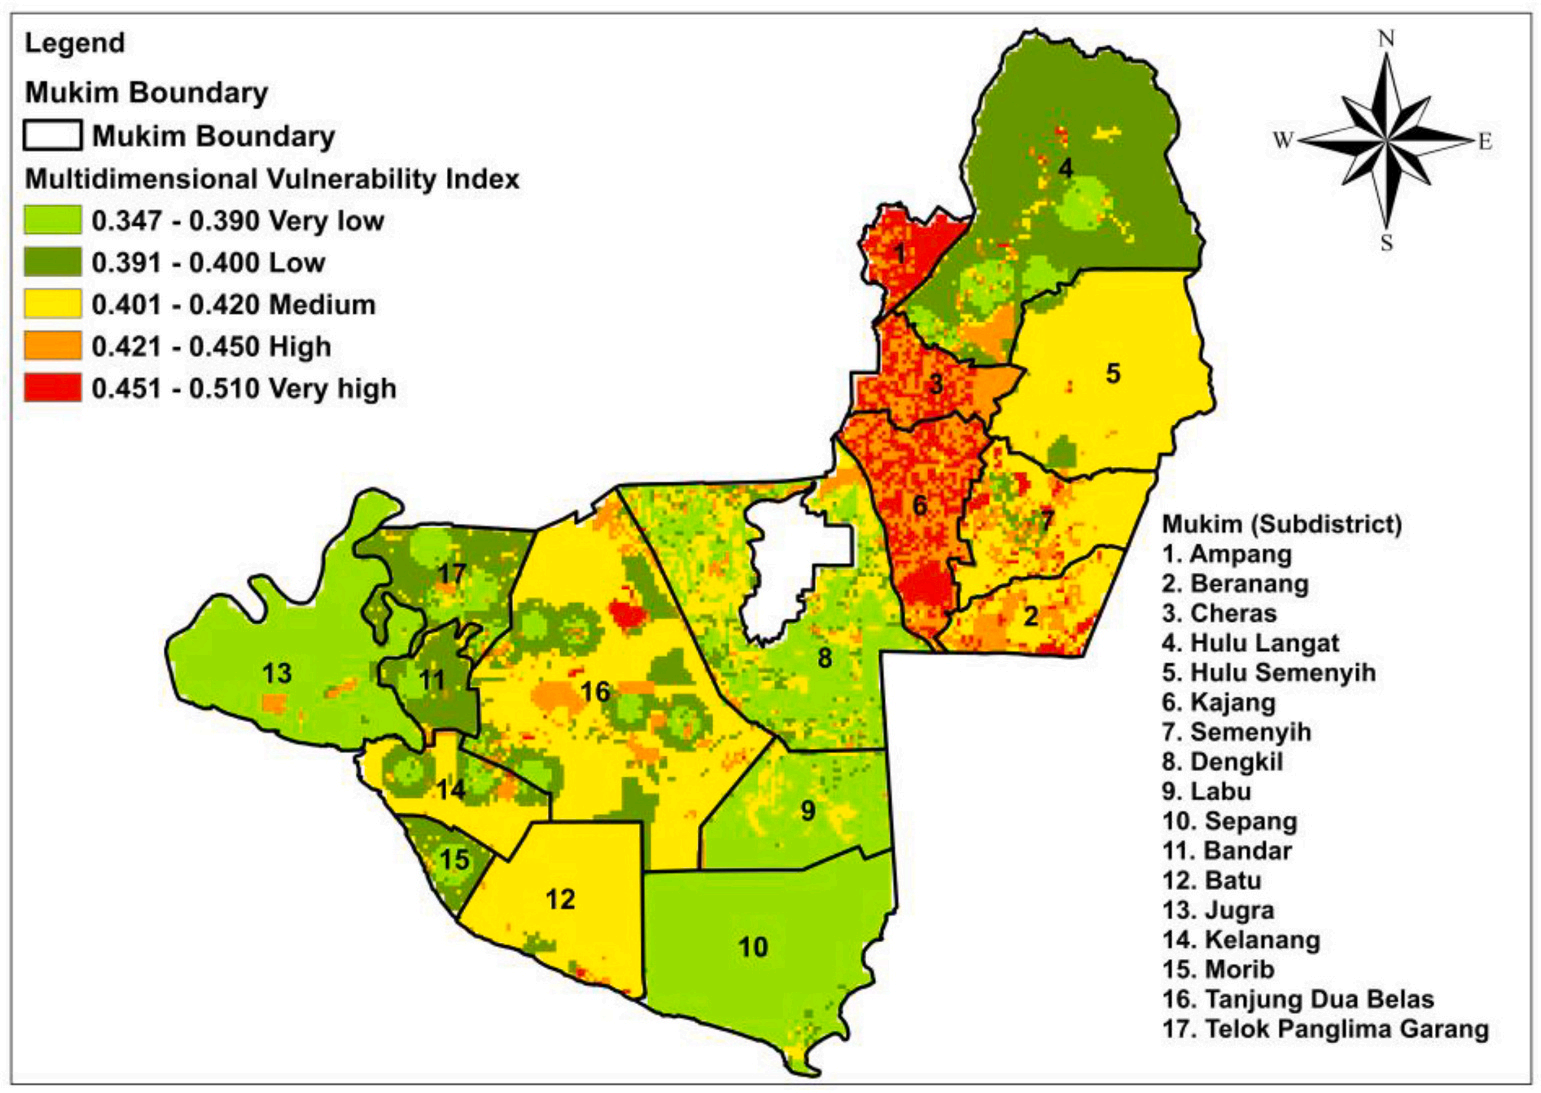 Legend
Mukim Boundary
Mukim Boundary
Multidimensional Vulnerability Index
0.347 - 0.390 Very low
0.391 - 0.400 Low
0.401 - 0.420 Medium
0.421 - 0.450 High
0.451 - 0.510 Very high
N
W
E
S
4
1
5
3
6
7
2
17
13
11
16
8
14
9
15
12
10
Mukim (Subdistrict)
1. Ampang
2. Beranang
3. Cheras
4. Hulu Langat
5. Hulu Semenyih
6. Kajang
7. Semenyih
8. Dengkil
9. Labu
10. Sepang
11. Bandar
12. Batu
13. Jugra
14. Kelanang
15. Morib
16. Tanjung Dua Belas
17. Telok Panglima Garang